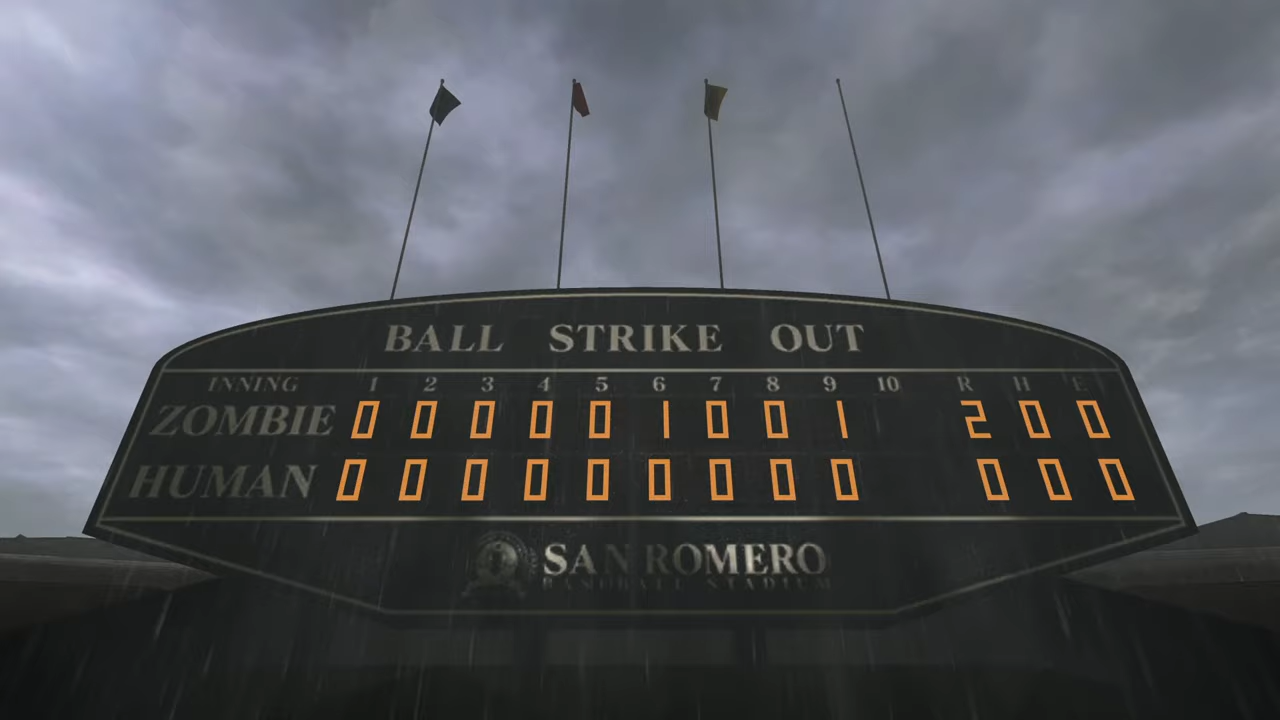 BALL STRIKE OUT
INNING 1 2 3 4 5 6 7 8 9 10 R H E
ZOMBIE 0 0 0 0 0 1 0 0 1 2 0 0
HUMAN 0 0 0 0 0 0 0 0 0 0 0 0
SAN ROMERO
BASEBALL STADIUM